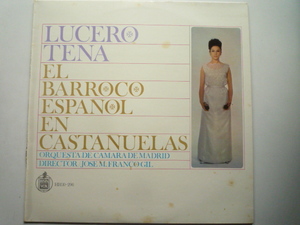 LUCERO
TENA
EL
BARROCO
ESPAÑOL
EN
CASTAÑUELAS
ORQUESTA DE CAMARA DE MADRID
DIRECTOR: JOSE M. FRANCO GIL